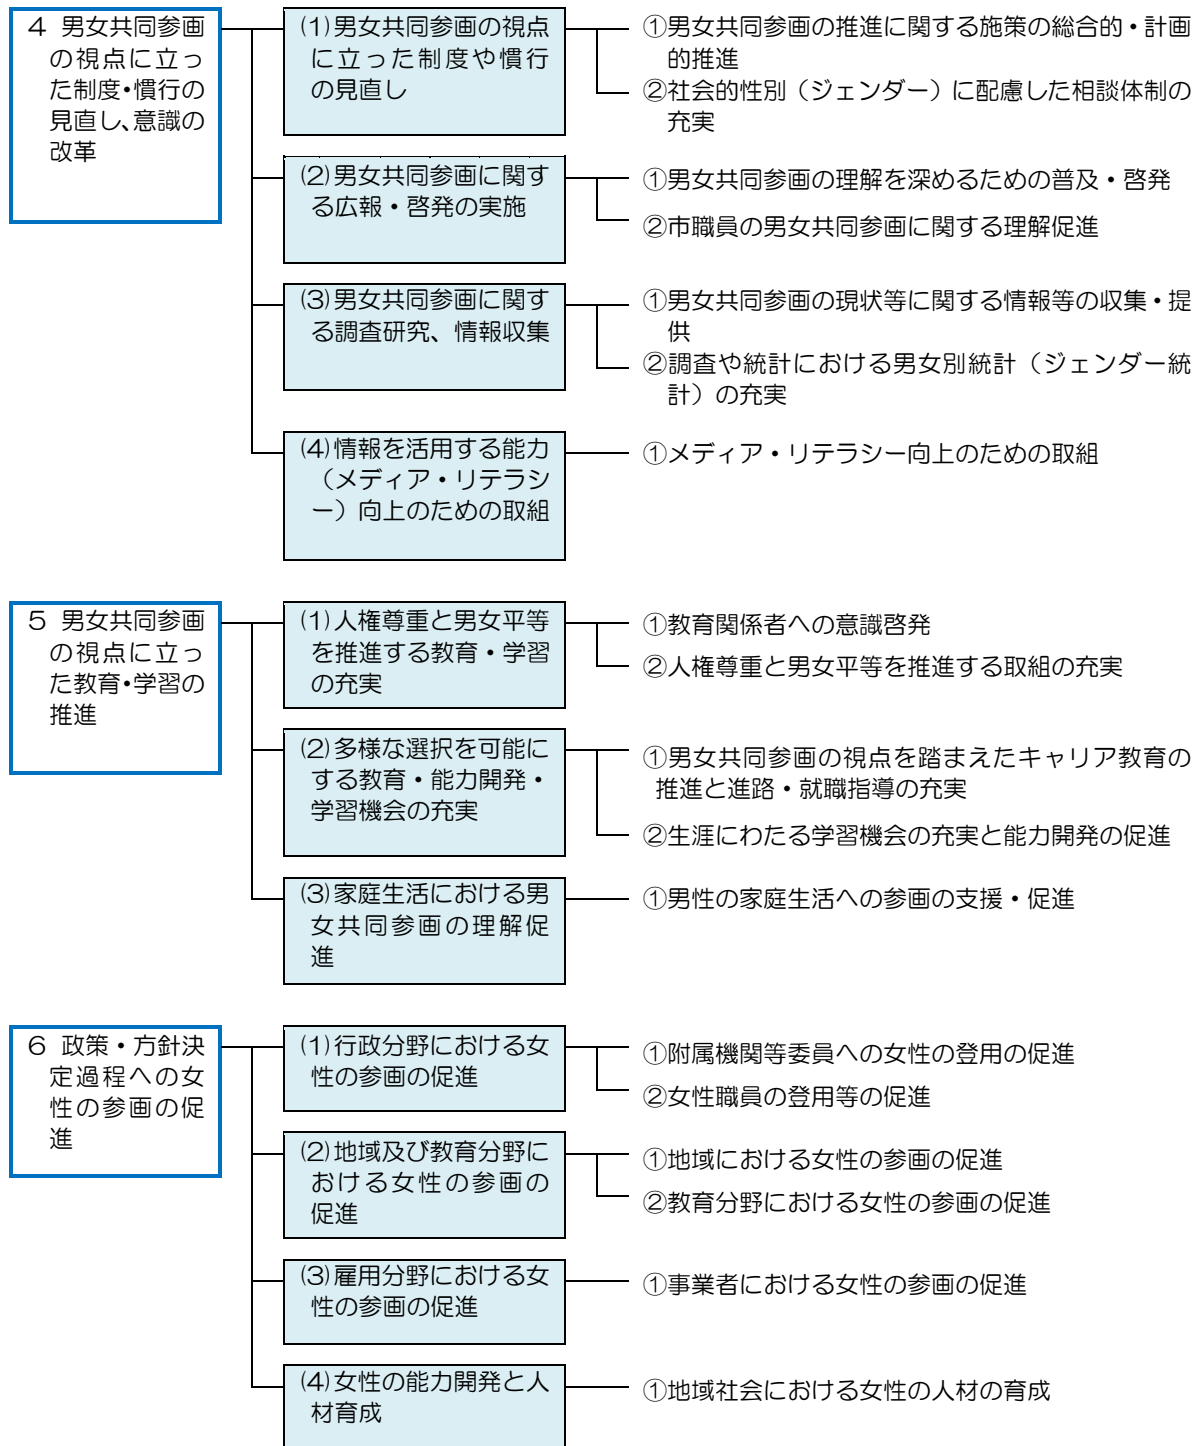 ４ 男女共同参画
の視点に立っ
た制度・慣行の
見直し、意識の
改革
⑴男女共同参画の視点
に立った制度や慣行
の見直し
①男女共同参画の推進に関する施策の総合的・計画
的推進
②社会的性別（ジェンダー）に配慮した相談体制の
充実
⑵男女共同参画に関す
る広報・啓発の実施
①男女共同参画の理解を深めるための普及・啓発
②市職員の男女共同参画に関する理解促進
⑶男女共同参画に関す
る調査研究、情報収集
①男女共同参画の現状等に関する情報等の収集・提
供
②調査や統計における男女別統計（ジェンダー統
計）の充実
⑷情報を活用する能力
（メディア・リテラシ
ー）向上のための取組
①メディア・リテラシー向上のための取組
５ 男女共同参画
の視点に立っ
た教育・学習の
推進
⑴人権尊重と男女平等
を推進する教育・学習
の充実
①教育関係者への意識啓発
②人権尊重と男女平等を推進する取組の充実
⑵多様な選択を可能に
する教育・能力開発・
学習機会の充実
①男女共同参画の視点を踏まえたキャリア教育の
推進と進路・就職指導の充実
②生涯にわたる学習機会の充実と能力開発の促進
⑶家庭生活における男
女共同参画の理解促
進
①男性の家庭生活への参画の支援・促進
６ 政策・方針決
定過程への女
性の参画の促
進
⑴行政分野における女
性の参画の促進
①附属機関等委員への女性の登用の促進
②女性職員の登用等の促進
⑵地域及び教育分野に
おける女性の参画の
促進
①地域における女性の参画の促進
②教育分野における女性の参画の促進
⑶雇用分野における女
性の参画の促進
①事業者における女性の参画の促進
⑷女性の能力開発と人
材育成
①地域社会における女性の人材の育成